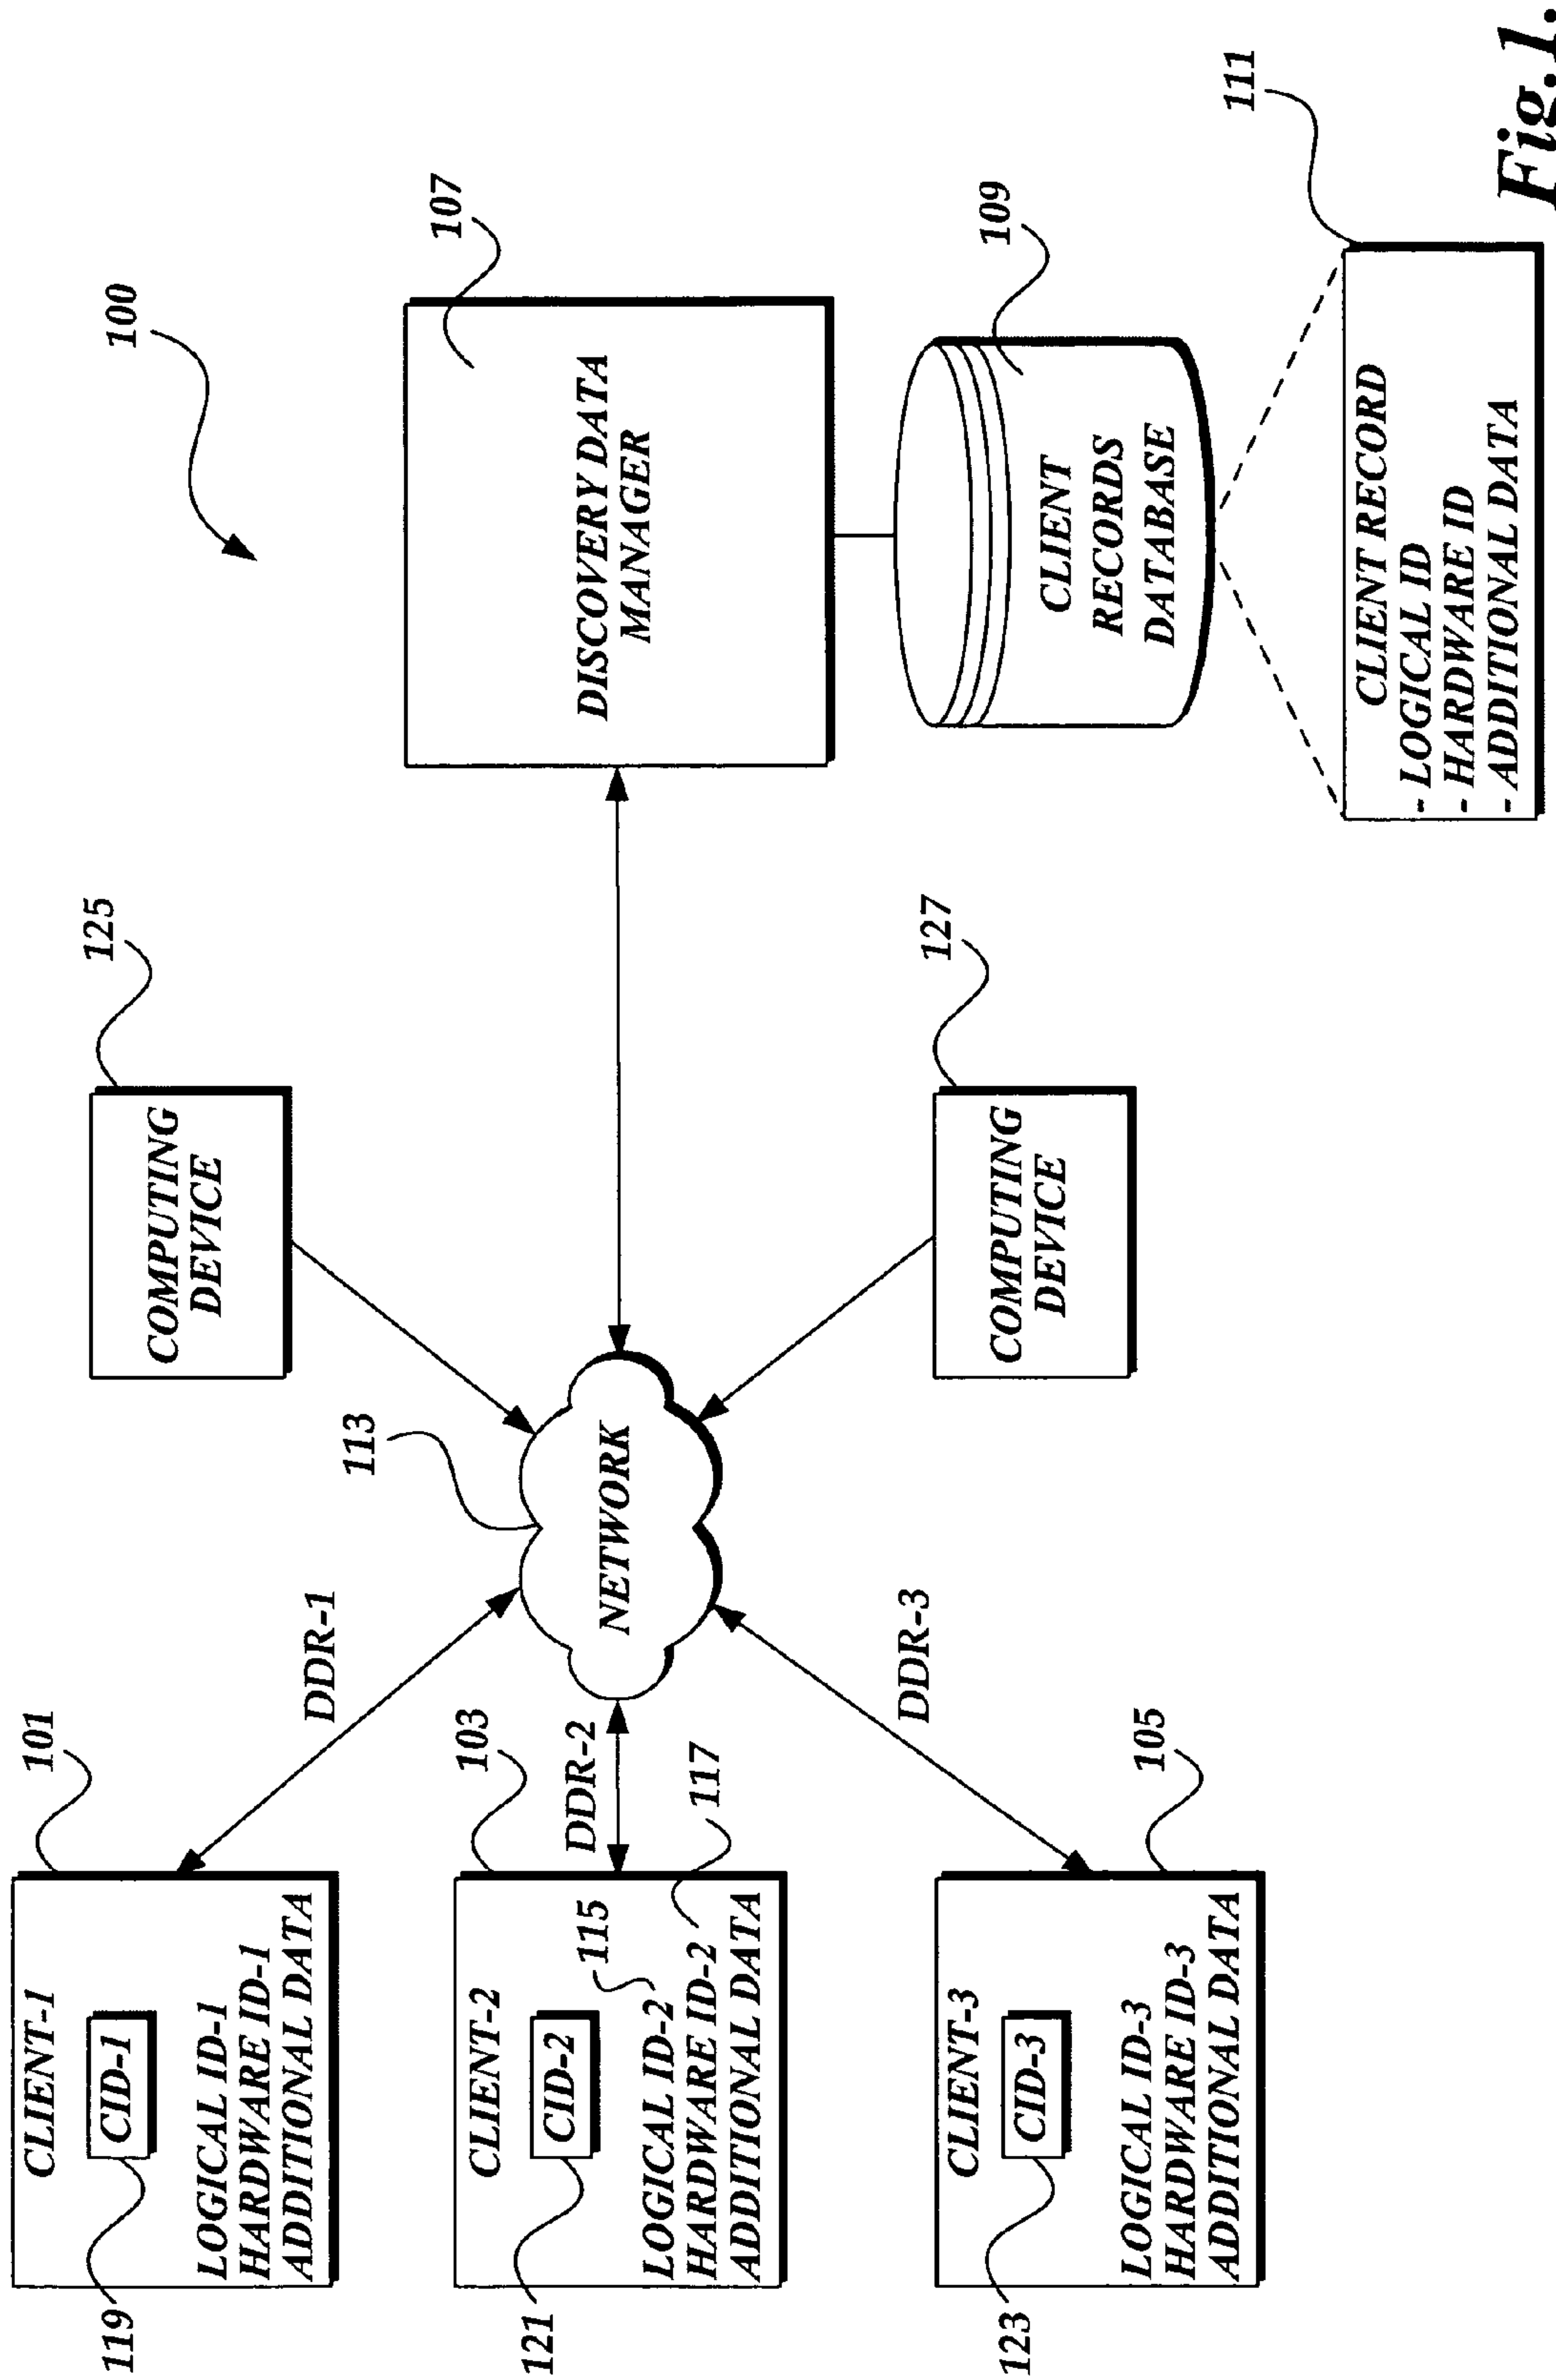 100
101
CLIENT-1
CID-1
119
LOGICAL ID-1
HARDWARE ID-1
ADDITIONAL DATA
DDR-1
125
COMPUTING
DEVICE
107
DISCOVERY DATA
MANAGER
113
NETWORK
103
CLIENT-2
CID-2
121
115
LOGICAL ID-2
HARDWARE ID-2
ADDITIONAL DATA
117
DDR-2
109
CLIENT
RECORDS
DATABASE
127
COMPUTING
DEVICE
DDR-3
105
CLIENT-3
CID-3
123
LOGICAL ID-3
HARDWARE ID-3
ADDITIONAL DATA
111
CLIENT RECORD
- LOGICAL ID
- HARDWARE ID
- ADDITIONAL DATA
Fig.1.